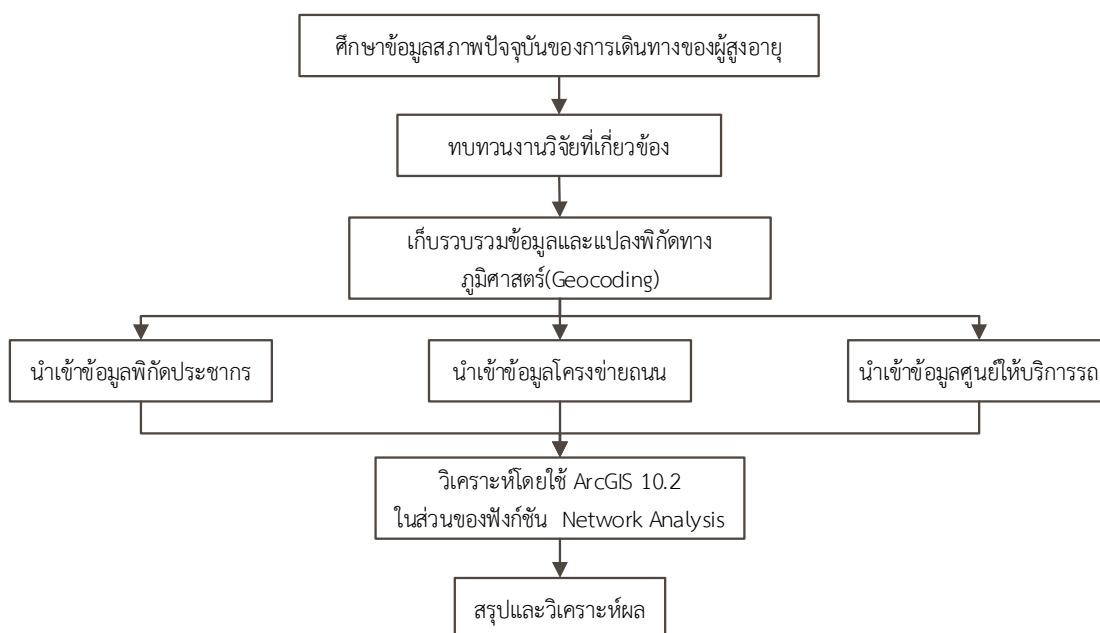 ศึกษาข้อมูลสภาพปัจจุบันของการเดินทางของผู้สูงอายุ
ทบทวนงานวิจัยที่เกี่ยวข้อง
เก็บรวบรวมข้อมูลและแปลงพิกัดทาง
ภูมิศาสตร์(Geocoding)
นำเข้าข้อมูลพิกัดประชากร
นำเข้าข้อมูลโครงข่ายถนน
นำเข้าข้อมูลศูนย์ให้บริการรถ
วิเคราะห์โดยใช้ ArcGIS 10.2
ในส่วนของฟังก์ชัน Network Analysis
สรุปและวิเคราะห์ผล